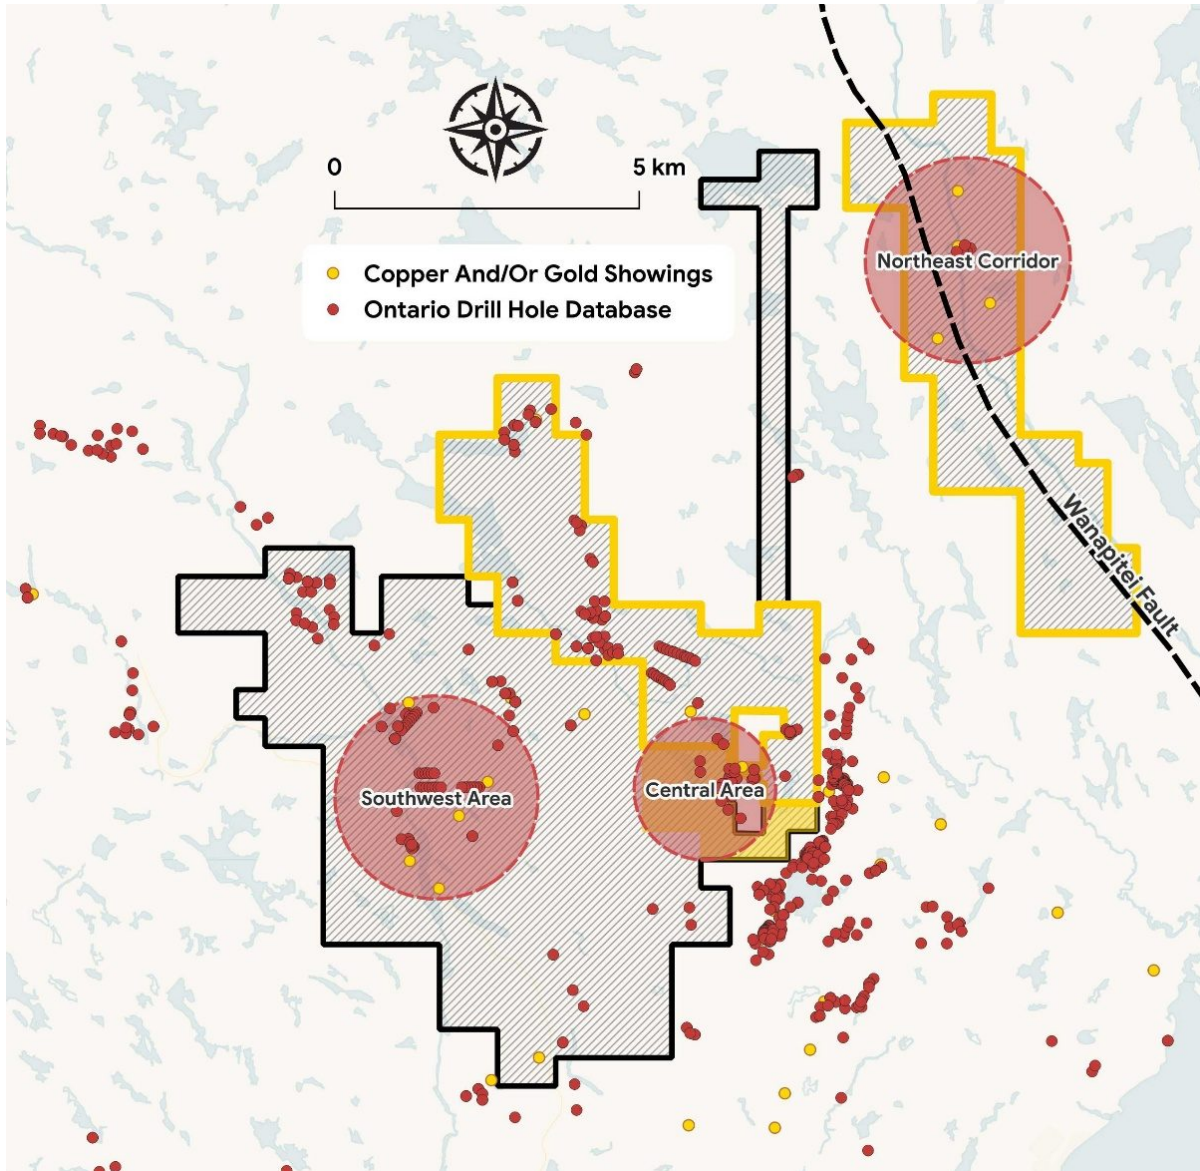 0
5 km
Copper And/Or Gold Showings
Ontario Drill Hole Database
Northeast Corridor
Wanapitei Fault
Southwest Area
Central Area